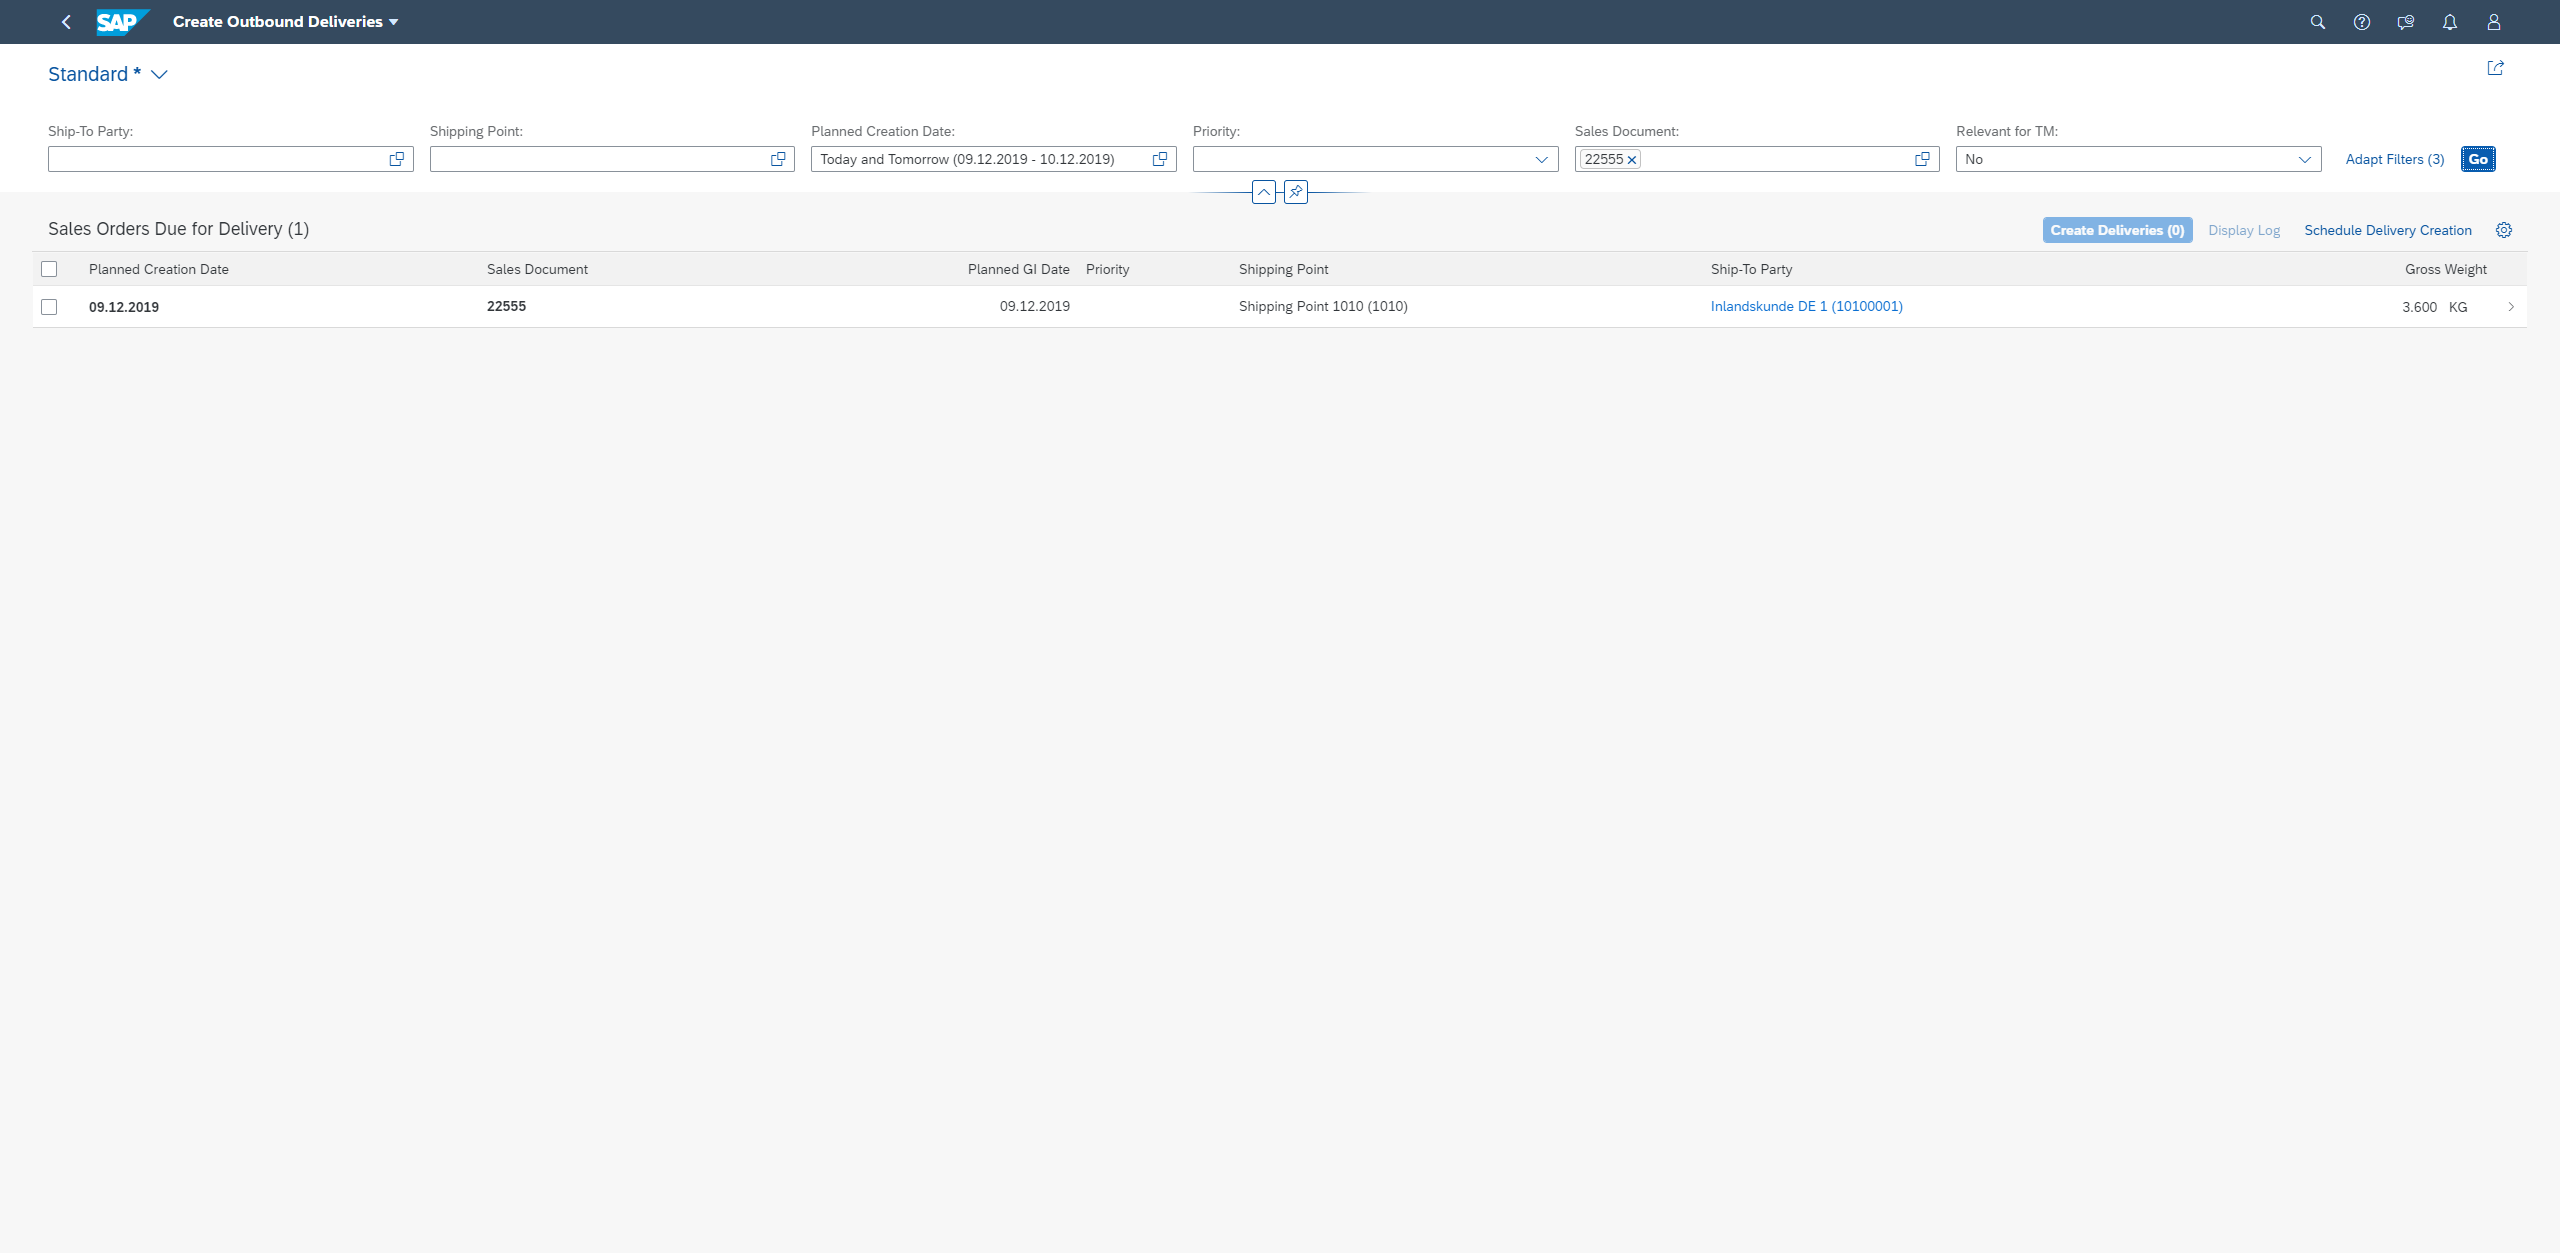 SAP Create Outbound Deliveries
Standard *
Ship-To Party: Shipping Point: Planned Creation Date: Priority: Sales Document: Relevant for TM:
Today and Tomorrow (09.12.2019 - 10.12.2019) 22555 No Adapt Filters (3) Go
Sales Orders Due for Delivery (1) Create Deliveries (0) Display Log Schedule Delivery Creation
Planned Creation Date Sales Document Planned GI Date Priority Shipping Point Ship-To Party Gross Weight
09.12.2019 22555 09.12.2019 Shipping Point 1010 (1010) Inlandskunde DE 1 (10100001) 3.600 KG